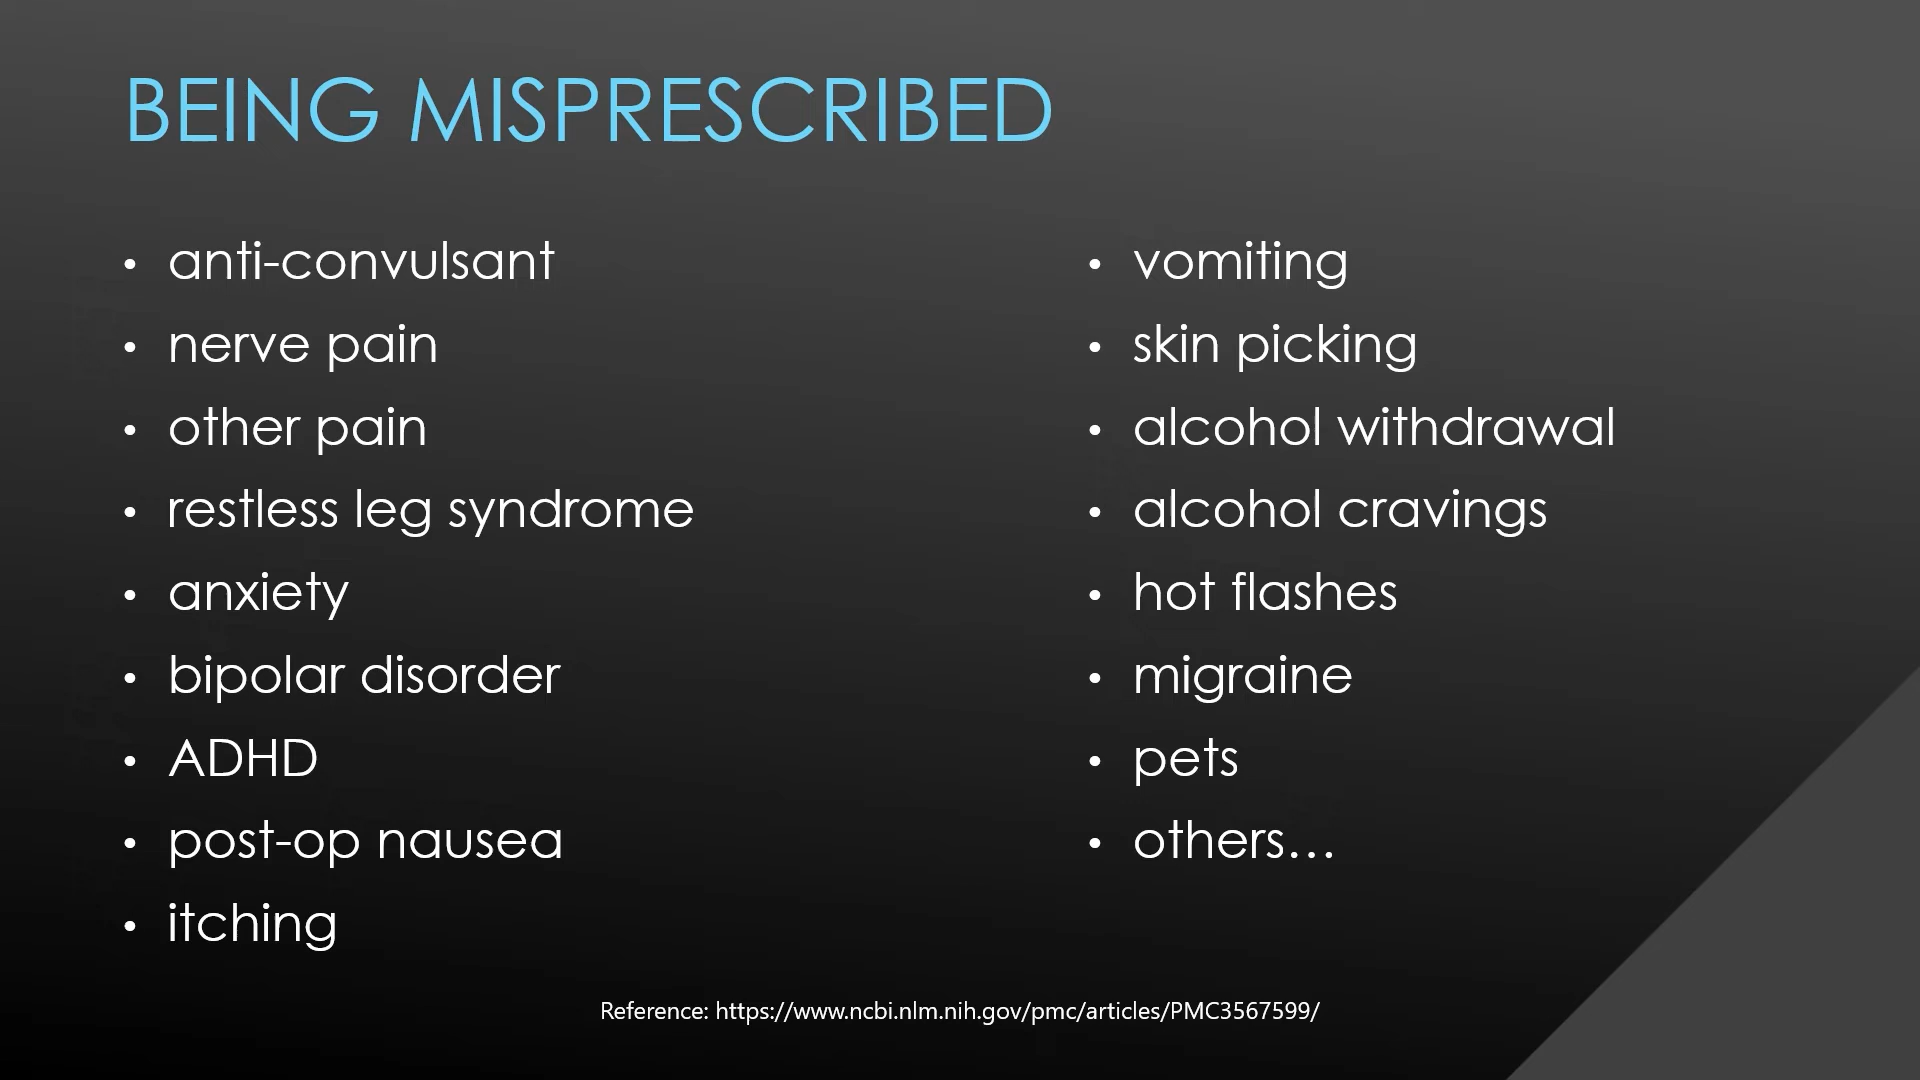 BEING MISPRESCRIBED
• anti-convulsant
• nerve pain
• other pain
• restless leg syndrome
• anxiety
• bipolar disorder
• ADHD
• post-op nausea
• itching
• vomiting
• skin picking
• alcohol withdrawal
• alcohol cravings
• hot flashes
• migraine
• pets
• others...
Reference: https://www.ncbi.nlm.nih.gov/pmc/articles/PMC3567599/